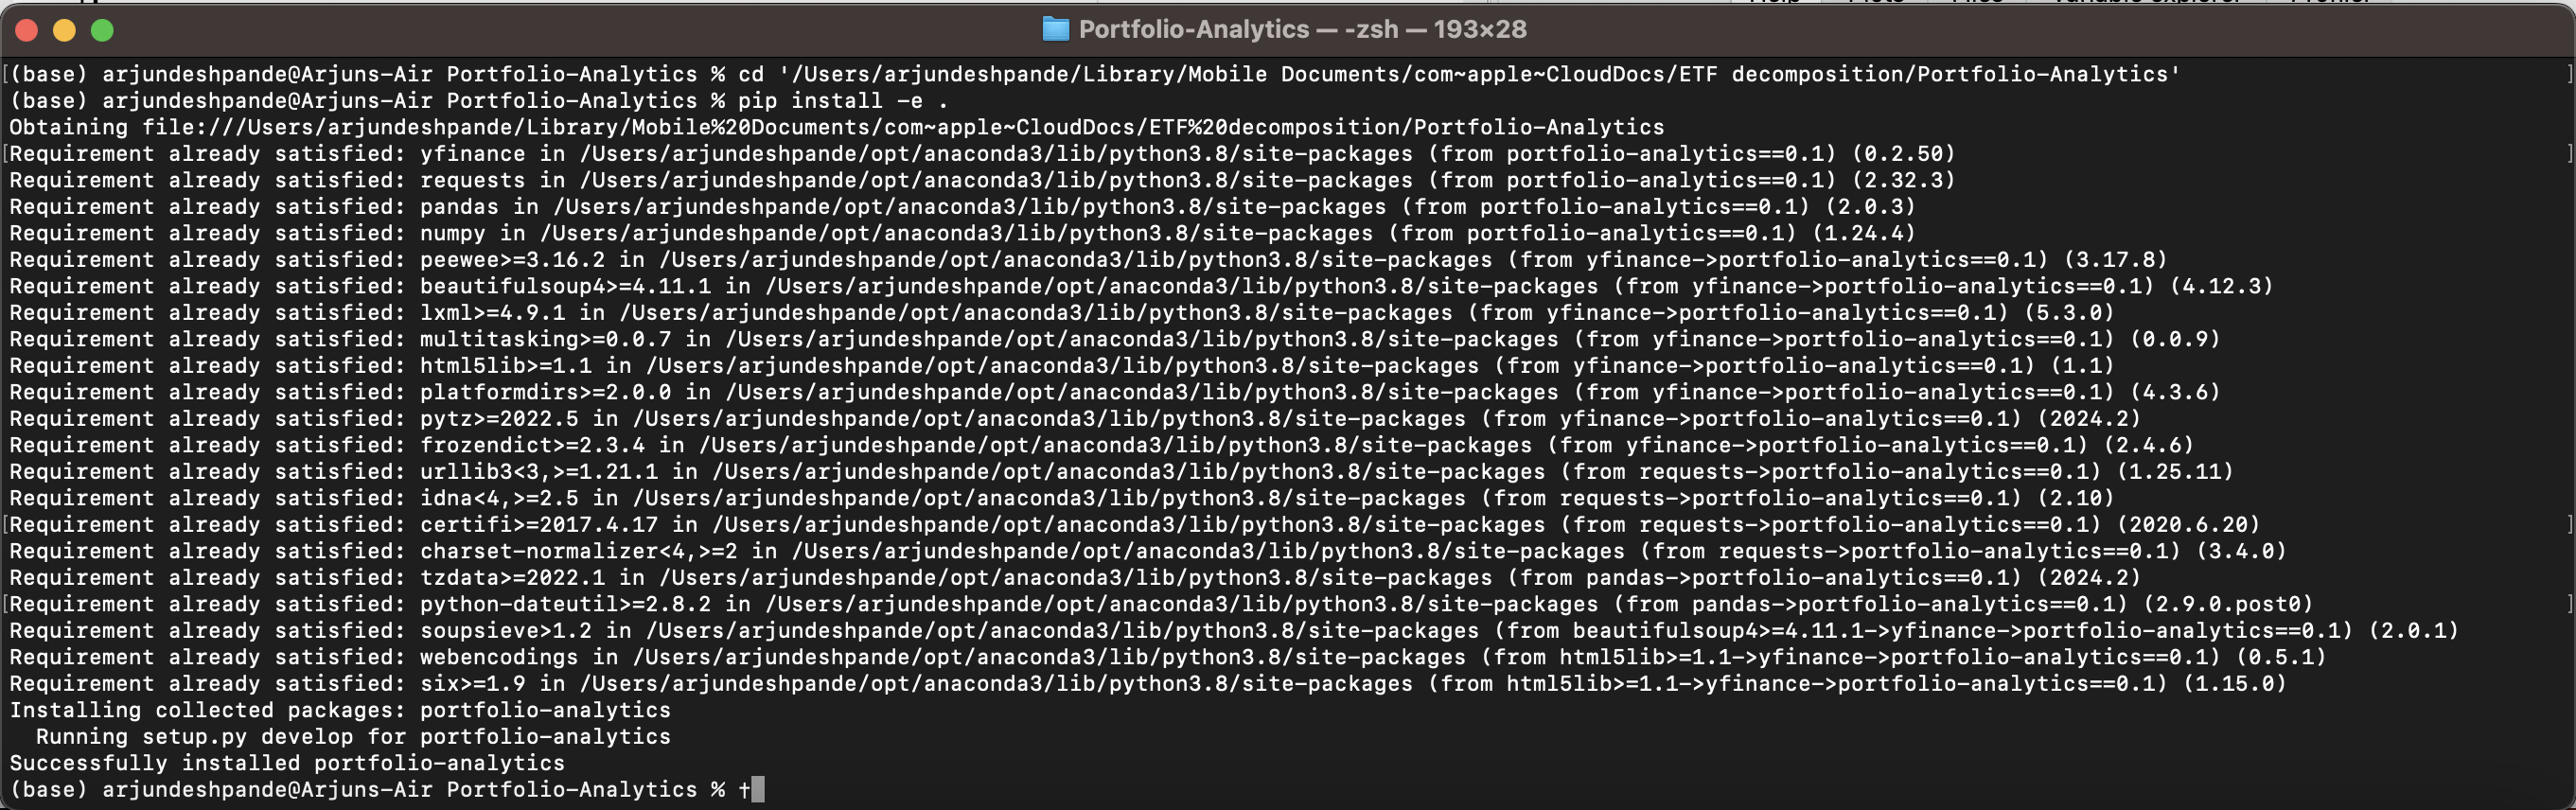 Portfolio-Analytics — -zsh — 193×28
(base) arjundeshpande@Arjuns-Air Portfolio-Analytics % cd '/Users/arjundeshpande/Library/Mobile Documents/com~apple~CloudDocs/ETF decomposition/Portfolio-Analytics'
(base) arjundeshpande@Arjuns-Air Portfolio-Analytics % pip install -e .
Obtaining file:///Users/arjundeshpande/Library/Mobile%20Documents/com~apple~CloudDocs/ETF%20decomposition/Portfolio-Analytics
Requirement already satisfied: yfinance in /Users/arjundeshpande/opt/anaconda3/lib/python3.8/site-packages (from portfolio-analytics==0.1) (0.2.50)
Requirement already satisfied: requests in /Users/arjundeshpande/opt/anaconda3/lib/python3.8/site-packages (from portfolio-analytics==0.1) (2.32.3)
Requirement already satisfied: pandas in /Users/arjundeshpande/opt/anaconda3/lib/python3.8/site-packages (from portfolio-analytics==0.1) (2.0.3)
Requirement already satisfied: numpy in /Users/arjundeshpande/opt/anaconda3/lib/python3.8/site-packages (from portfolio-analytics==0.1) (1.24.4)
Requirement already satisfied: peewee>=3.16.2 in /Users/arjundeshpande/opt/anaconda3/lib/python3.8/site-packages (from yfinance->portfolio-analytics==0.1) (3.17.8)
Requirement already satisfied: beautifulsoup4>=4.11.1 in /Users/arjundeshpande/opt/anaconda3/lib/python3.8/site-packages (from yfinance->portfolio-analytics==0.1) (4.12.3)
Requirement already satisfied: lxml>=4.9.1 in /Users/arjundeshpande/opt/anaconda3/lib/python3.8/site-packages (from yfinance->portfolio-analytics==0.1) (5.3.0)
Requirement already satisfied: multitasking>=0.0.7 in /Users/arjundeshpande/opt/anaconda3/lib/python3.8/site-packages (from yfinance->portfolio-analytics==0.1) (0.0.9)
Requirement already satisfied: html5lib>=1.1 in /Users/arjundeshpande/opt/anaconda3/lib/python3.8/site-packages (from yfinance->portfolio-analytics==0.1) (1.1)
Requirement already satisfied: platformdirs>=2.0.0 in /Users/arjundeshpande/opt/anaconda3/lib/python3.8/site-packages (from yfinance->portfolio-analytics==0.1) (4.3.6)
Requirement already satisfied: pytz>=2022.5 in /Users/arjundeshpande/opt/anaconda3/lib/python3.8/site-packages (from yfinance->portfolio-analytics==0.1) (2024.2)
Requirement already satisfied: frozendict>=2.3.4 in /Users/arjundeshpande/opt/anaconda3/lib/python3.8/site-packages (from yfinance->portfolio-analytics==0.1) (2.4.6)
Requirement already satisfied: urllib3<3,>=1.21.1 in /Users/arjundeshpande/opt/anaconda3/lib/python3.8/site-packages (from requests->portfolio-analytics==0.1) (1.25.11)
Requirement already satisfied: idna<4,>=2.5 in /Users/arjundeshpande/opt/anaconda3/lib/python3.8/site-packages (from requests->portfolio-analytics==0.1) (2.10)
Requirement already satisfied: certifi>=2017.4.17 in /Users/arjundeshpande/opt/anaconda3/lib/python3.8/site-packages (from requests->portfolio-analytics==0.1) (2020.6.20)
Requirement already satisfied: charset-normalizer<4,>=2 in /Users/arjundeshpande/opt/anaconda3/lib/python3.8/site-packages (from requests->portfolio-analytics==0.1) (3.4.0)
Requirement already satisfied: tzdata>=2022.1 in /Users/arjundeshpande/opt/anaconda3/lib/python3.8/site-packages (from pandas->portfolio-analytics==0.1) (2024.2)
Requirement already satisfied: python-dateutil>=2.8.2 in /Users/arjundeshpande/opt/anaconda3/lib/python3.8/site-packages (from pandas->portfolio-analytics==0.1) (2.9.0.post0)
Requirement already satisfied: soupsieve>1.2 in /Users/arjundeshpande/opt/anaconda3/lib/python3.8/site-packages (from beautifulsoup4>=4.11.1->yfinance->portfolio-analytics==0.1) (2.0.1)
Requirement already satisfied: webencodings in /Users/arjundeshpande/opt/anaconda3/lib/python3.8/site-packages (from html5lib>=1.1->yfinance->portfolio-analytics==0.1) (0.5.1)
Requirement already satisfied: six>=1.9 in /Users/arjundeshpande/opt/anaconda3/lib/python3.8/site-packages (from html5lib>=1.1->yfinance->portfolio-analytics==0.1) (1.15.0)
Installing collected packages: portfolio-analytics
  Running setup.py develop for portfolio-analytics
Successfully installed portfolio-analytics
(base) arjundeshpande@Arjuns-Air Portfolio-Analytics % †